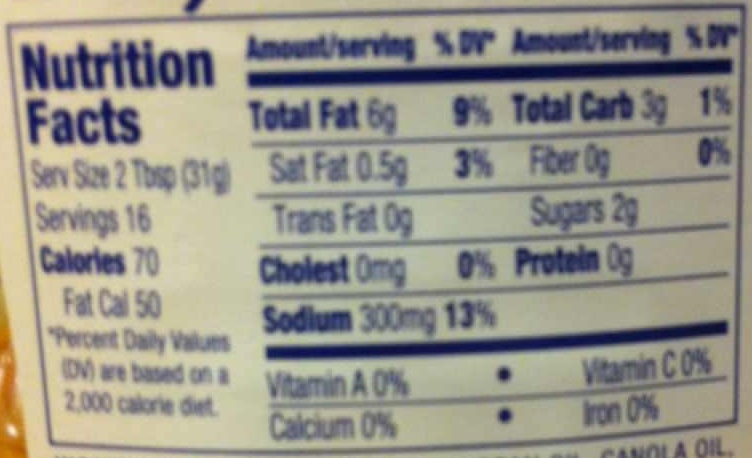 Nutrition
Facts
Serv Size 2 Tbsp (31g)
Servings 16
Calories 70
Fat Cal 50
*Percent Daily Values
(DV) are based on a
2,000 calorie diet.
Amount/serving % DV* Amount/serving % DV*
Total Fat 6g 9% Total Carb 3g 1%
Sat Fat 0.5g 3% Fiber 0g 0%
Trans Fat 0g Sugars 2g
Cholest 0mg 0% Protein 0g
Sodium 300mg 13%
Vitamin A 0% • Vitamin C 0%
Calcium 0% • Iron 0%
CANOLA OIL,